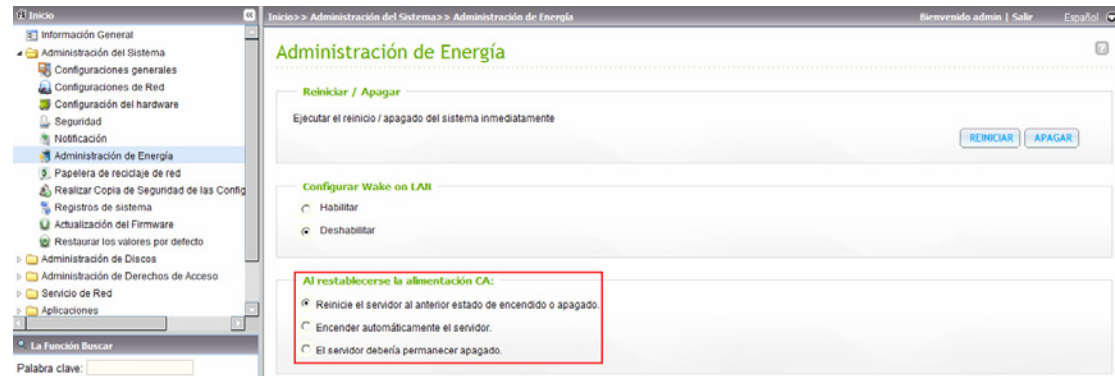 Inicio
Inicio>> Administración del Sistema>> Administración de Energía
Bienvenido admin | Salir
Español
Información General
Administración del Sistema
Configuraciones generales
Configuraciones de Red
Configuración del hardware
Seguridad
Notificación
Administración de Energía
Papelera de reciclaje de red
Realizar Copia de Seguridad de las Config
Registros de sistema
Actualización del Firmware
Restaurar los valores por defecto
Administración de Discos
Administración de Derechos de Acceso
Servicio de Red
Aplicaciones
La Función Buscar
Palabra clave:
Administración de Energía
Reiniciar / Apagar
Ejecutar el reinicio / apagado del sistema inmediatamente
REINICIAR
APAGAR
Configurar Wake on LAN
Habilitar
Deshabilitar
Al restablecerse la alimentación CA:
Reinicie el servidor al anterior estado de encendido o apagado.
Encender automáticamente el servidor.
El servidor debería permanecer apagado.